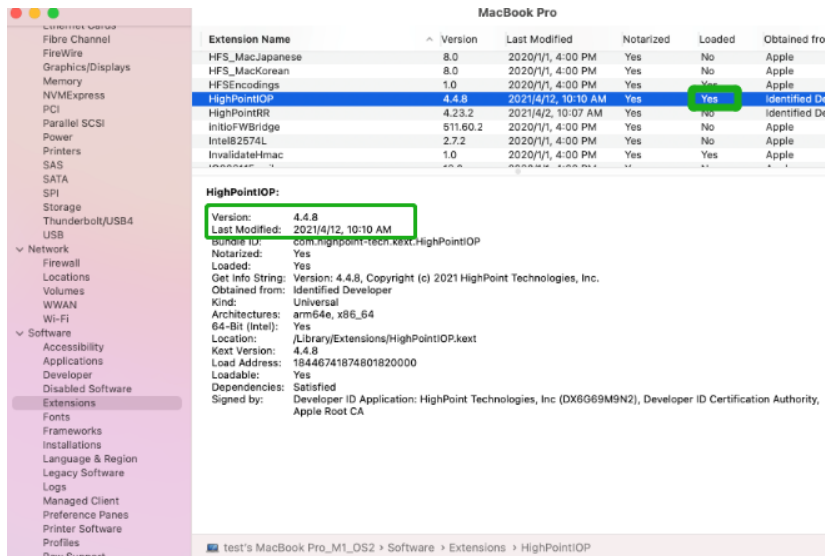 MacBook Pro
Ethernet Cards
Fibre Channel
FireWire
Graphics/Displays
Memory
NVMExpress
PCI
Parallel SCSI
Power
Printers
SAS
SATA
SPI
Storage
Thunderbolt/USB4
USB
Network
Firewall
Locations
Volumes
WWAN
Wi-Fi
Software
Accessibility
Applications
Developer
Disabled Software
Extensions
Fonts
Frameworks
Installations
Language & Region
Legacy Software
Logs
Managed Client
Preference Panes
Printer Software
Profiles
Extension Name Version Last Modified Notarized Loaded Obtained fro
HFS_MacJapanese 8.0 2020/1/1, 4:00 PM Yes No Apple
HFS_MacKorean 8.0 2020/1/1, 4:00 PM Yes No Apple
HFSEncodings 1.0 2020/1/1, 4:00 PM Yes Yes Apple
HighPointIOP 4.4.8 2021/4/12, 10:10 AM Yes Yes Identified De
HighPointRR 4.23.2 2021/4/2, 10:07 AM Yes No Identified De
initioFWBridge 511.60.2 2020/1/1, 4:00 PM Yes No Apple
Intel82574L 2.7.2 2020/1/1, 4:00 PM Yes No Apple
InvalidateHmac 1.0 2020/1/1, 4:00 PM Yes Yes Apple
HighPointIOP:
Version: 4.4.8
Last Modified: 2021/4/12, 10:10 AM
Bundle ID: com.highpoint-tech.kext.HighPointIOP
Notarized: Yes
Loaded: Yes
Get Info String: Version: 4.4.8, Copyright (c) 2021 HighPoint Technologies, Inc.
Obtained from: Identified Developer
Kind: Universal
Architectures: arm64e, x86_64
64-Bit (Intel): Yes
Location: /Library/Extensions/HighPointIOP.kext
Kext Version: 4.4.8
Load Address: 18446741874801820000
Loadable: Yes
Dependencies: Satisfied
Signed by: Developer ID Application: HighPoint Technologies, Inc (DX6G69M9N2), Developer ID Certification Authority,
Apple Root CA
test's MacBook Pro_M1_OS2 › Software › Extensions › HighPointIOP